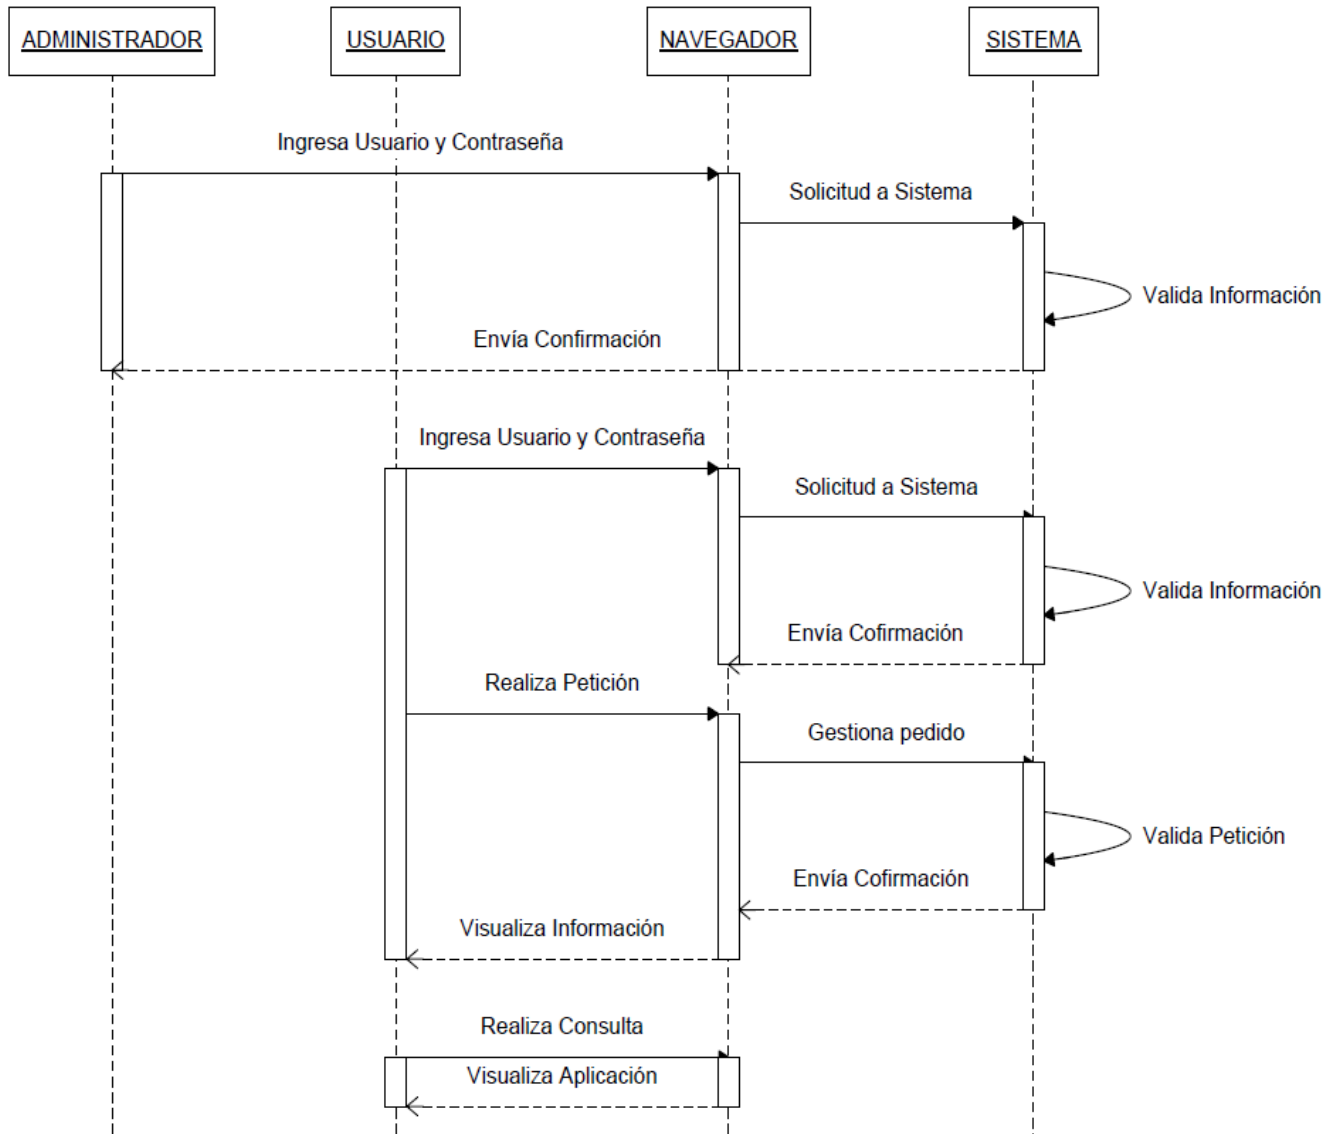 ADMINISTRADOR
USUARIO
NAVEGADOR
SISTEMA
Ingresa Usuario y Contraseña
Solicitud a Sistema
Valida Información
Envía Confirmación
Ingresa Usuario y Contraseña
Solicitud a Sistema
Valida Información
Envía Cofirmación
Realiza Petición
Gestiona pedido
Valida Petición
Envía Cofirmación
Visualiza Información
Realiza Consulta
Visualiza Aplicación